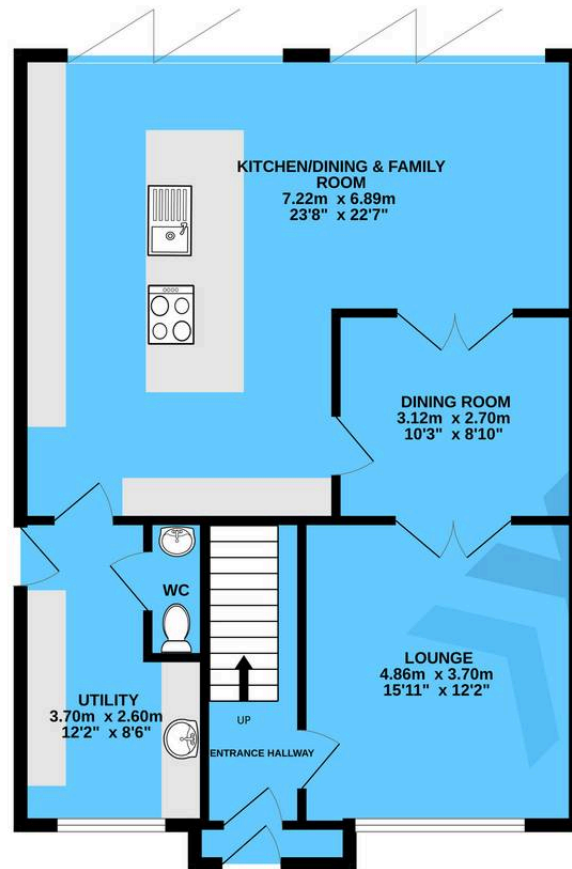 KITCHEN/DINING & FAMILY
ROOM
7.22m x 6.89m
23'8" x 22'7"
DINING ROOM
3.12m x 2.70m
10'3" x 8'10"
WC
LOUNGE
4.86m x 3.70m
15'11" x 12'2"
UTILITY
3.70m x 2.60m
12'2" x 8'6"
UP
ENTRANCE HALLWAY